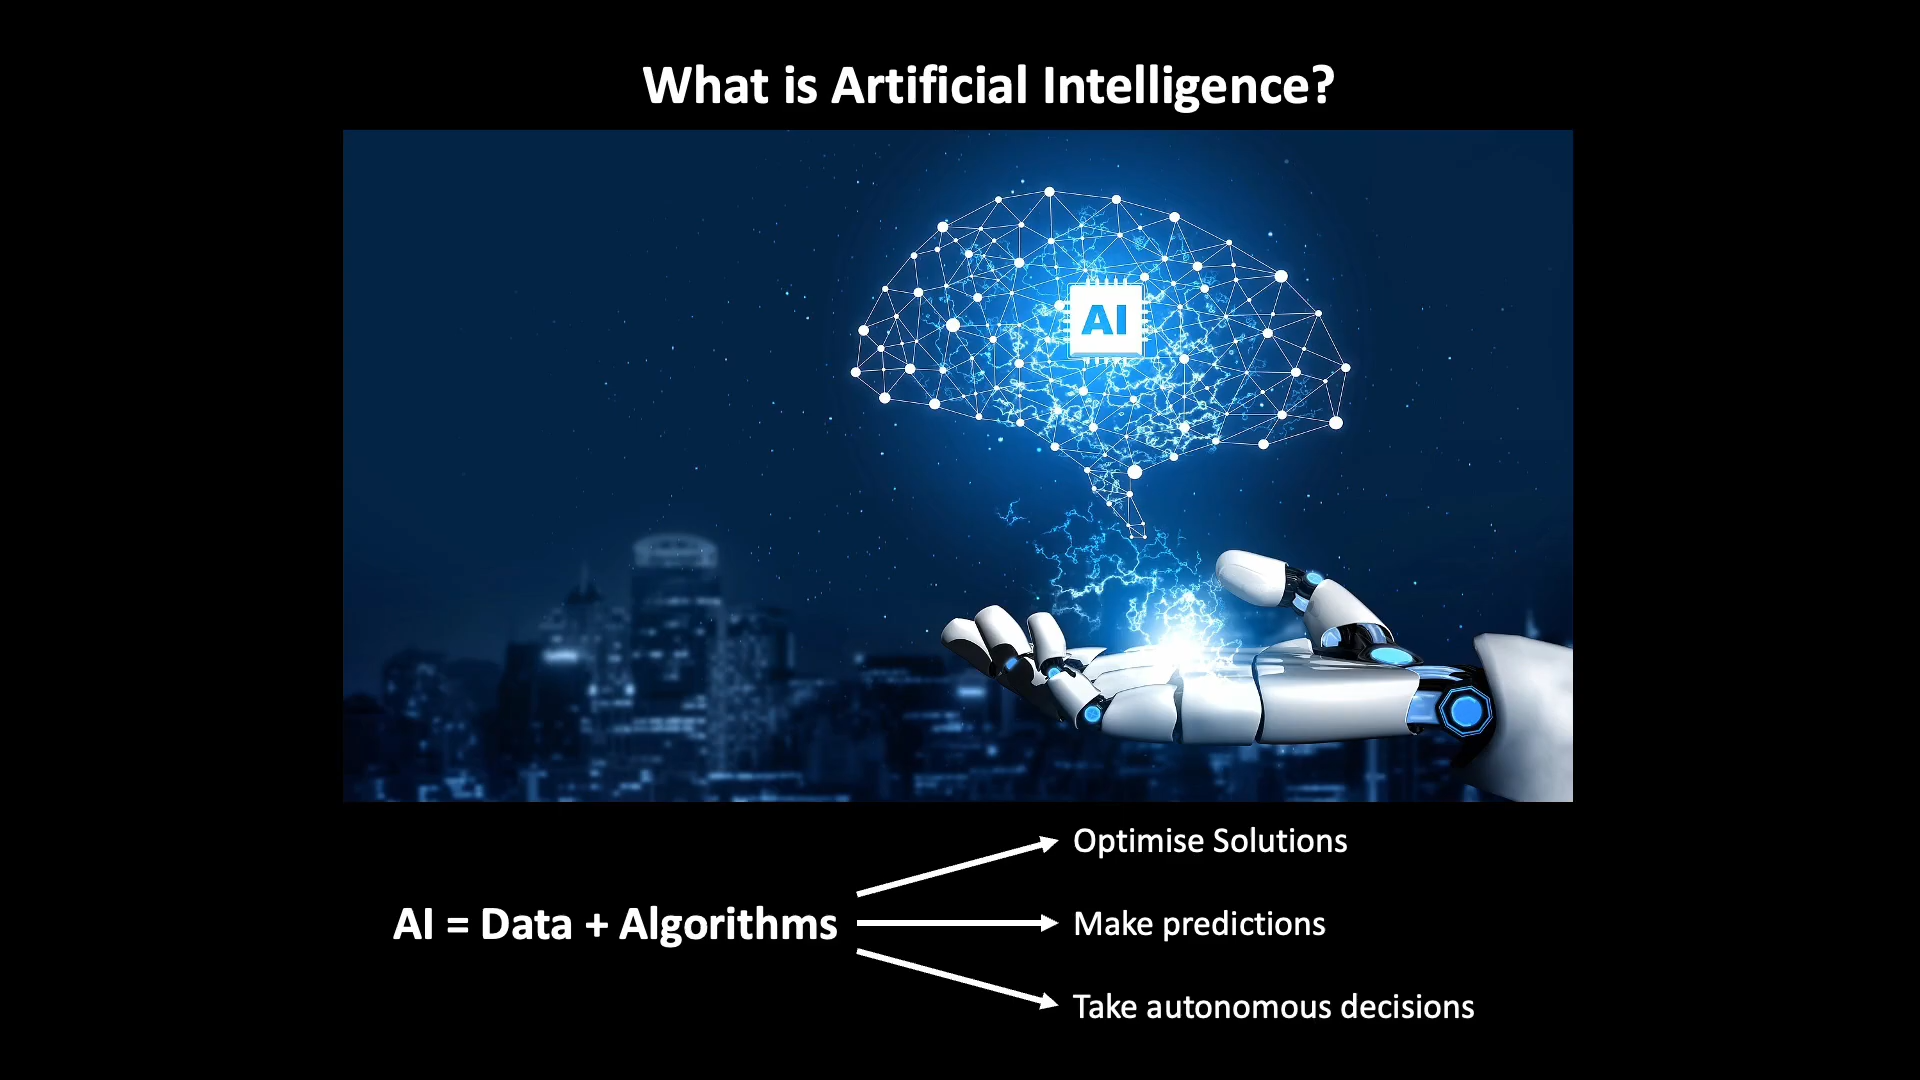 What is Artificial Intelligence?
AI
AI = Data + Algorithms
Optimise Solutions
Make predictions
Take autonomous decisions